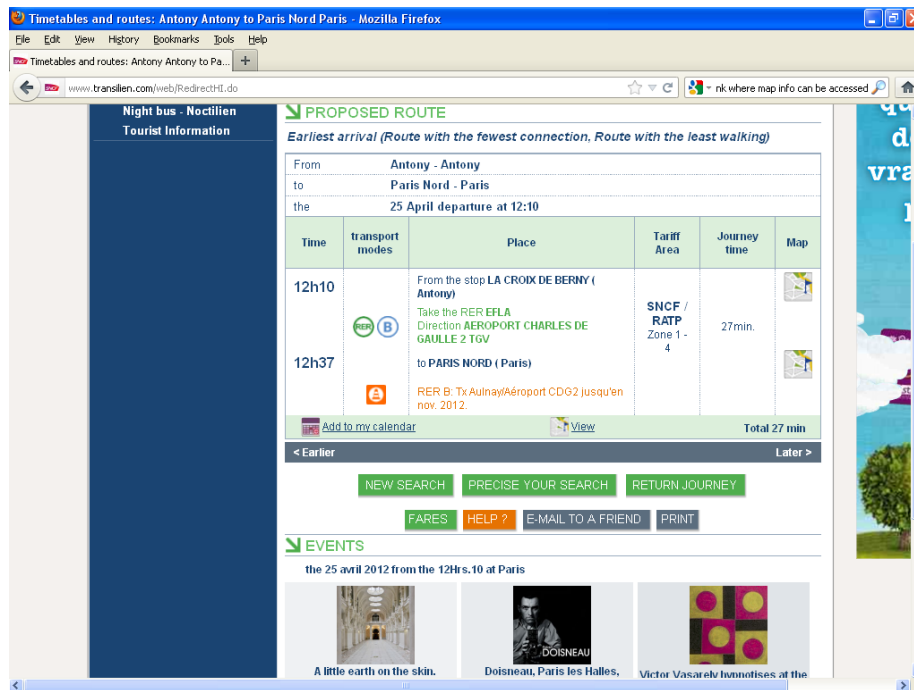 Timetables and routes: Antony Antony to Paris Nord Paris - Mozilla Firefox
File Edit View History Bookmarks Tools Help
Timetables and routes: Antony Antony to Pa... +
www.transilien.com/web/RedirectHI.do
nk where map info can be accessed
Night bus - Noctilien
Tourist Information
PROPOSED ROUTE
Earliest arrival (Route with the fewest connection, Route with the least walking)
From Antony - Antony
to Paris Nord - Paris
the 25 April departure at 12:10
Time transport modes Place Tariff Area Journey time Map
12h10
From the stop LA CROIX DE BERNY (
Antony)
RER B
Take the RER EFLA
Direction AEROPORT CHARLES DE
GAULLE 2 TGV
SNCF /
RATP
Zone 1 -
4
27min.
12h37
to PARIS NORD ( Paris)
RER B: Tx Aulnay/Aéroport CDG2 jusqu'en
nov. 2012.
Add to my calendar View Total 27 min
< Earlier Later >
NEW SEARCH PRECISE YOUR SEARCH RETURN JOURNEY
FARES HELP ? E-MAIL TO A FRIEND PRINT
EVENTS
the 25 avril 2012 from the 12Hrs.10 at Paris
DOISNEAU
A little earth on the skin.
Doisneau, Paris les Halles,
Victor Vasarely hypnotises at the